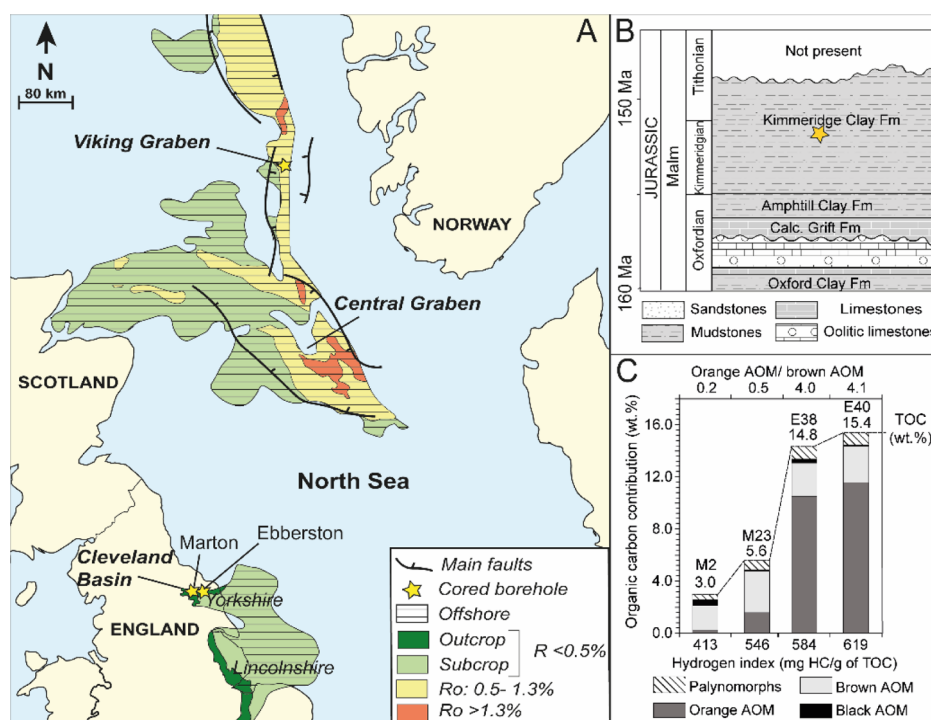 A
N
80 km
Viking Graben
NORWAY
Central Graben
SCOTLAND
North Sea
Ebberston
Marton
Cleveland
Basin
Yorkshire
ENGLAND
Lincolnshire
Main faults
Cored borehole
Offshore
Outcrop
Subcrop
R <0.5%
Ro: 0.5- 1.3%
Ro >1.3%
B
150 Ma
160 Ma
JURASSIC
Malm
Tithonian
Kimmeridgian
Oxfordian
Not present
Kimmeridge Clay Fm
Amphtill Clay Fm
Calc. Grift Fm
Oxford Clay Fm
Sandstones
Limestones
Mudstones
Oolitic limestones
C
Orange AOM/ brown AOM
0.2 0.5 4.0 4.1
Organic carbon contribution (wt.%)
16.0
12.0
8.0
4.0
0.0
M2
3.0
M23
5.6
E38
14.8
E40
15.4
TOC
(wt.%)
413 546 584 619
Hydrogen index (mg HC/g of TOC)
Palynomorphs
Brown AOM
Orange AOM
Black AOM